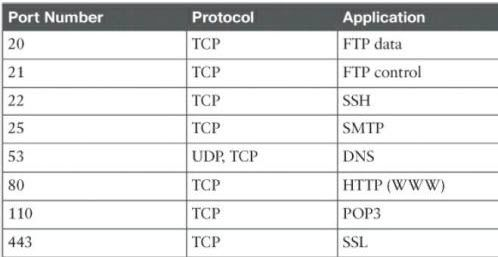 Port Number Protocol Application
20 TCP FTP data
21 TCP FTP control
22 TCP SSH
25 TCP SMTP
53 UDP, TCP DNS
80 TCP HTTP (WWW)
110 TCP POP3
443 TCP SSL